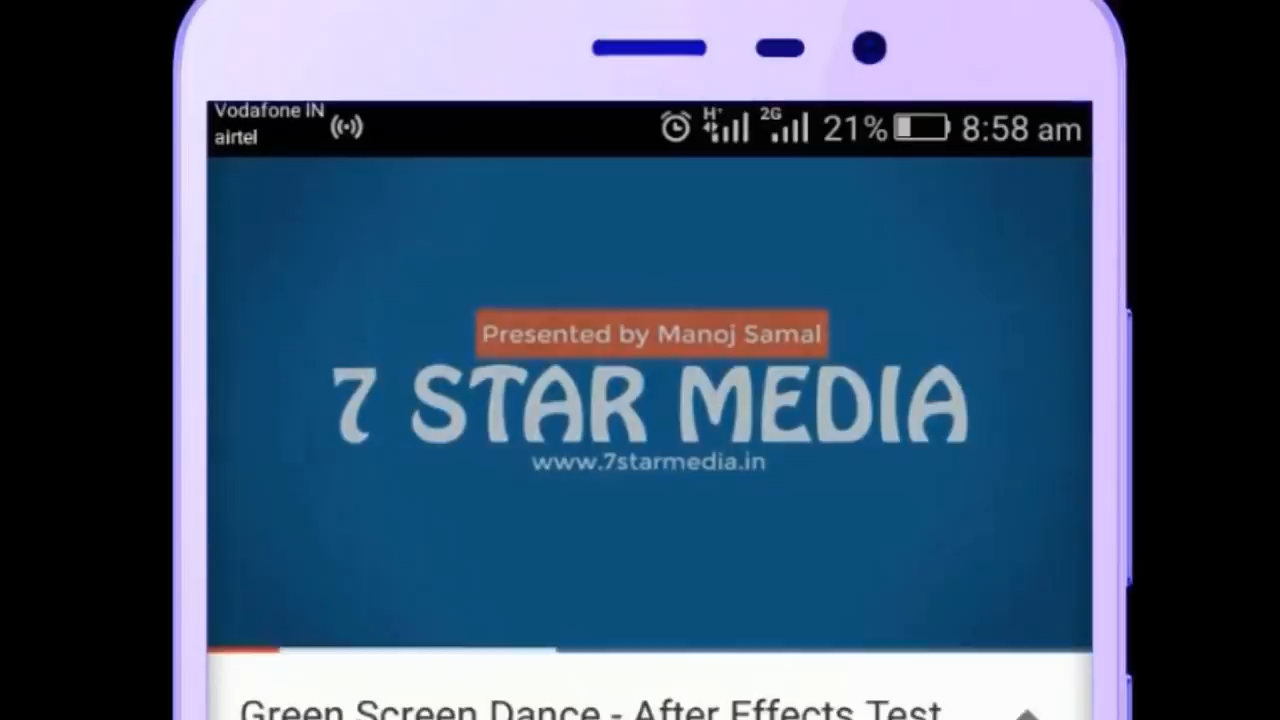 Vodafone IN
airtel
H+ 2G 21% 8:58 am
Presented by Manoj Samal
7 STAR MEDIA
www.7starmedia.in
Green Screen Dance - After Effects Test